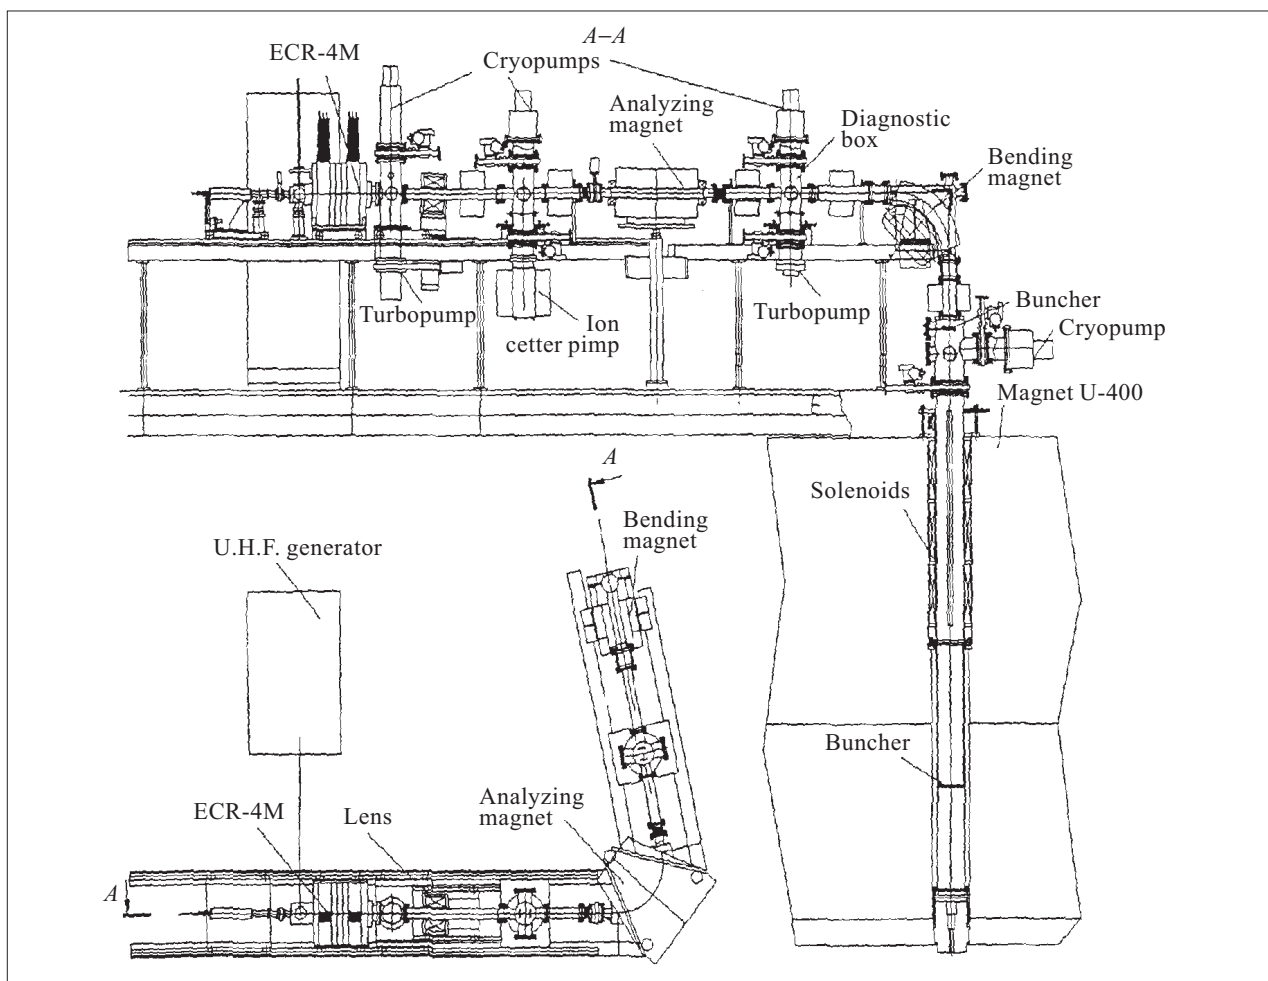 A–A
ECR-4M
Cryopumps
Analyzing
magnet
Diagnostic
box
Bending
magnet
Turbopump
Ion
cetter pimp
Turbopump
Buncher
Cryopump
Magnet U-400
A
Solenoids
Bending
magnet
U.H.F. generator
Buncher
Analyzing
magnet
ECR-4M
Lens
A